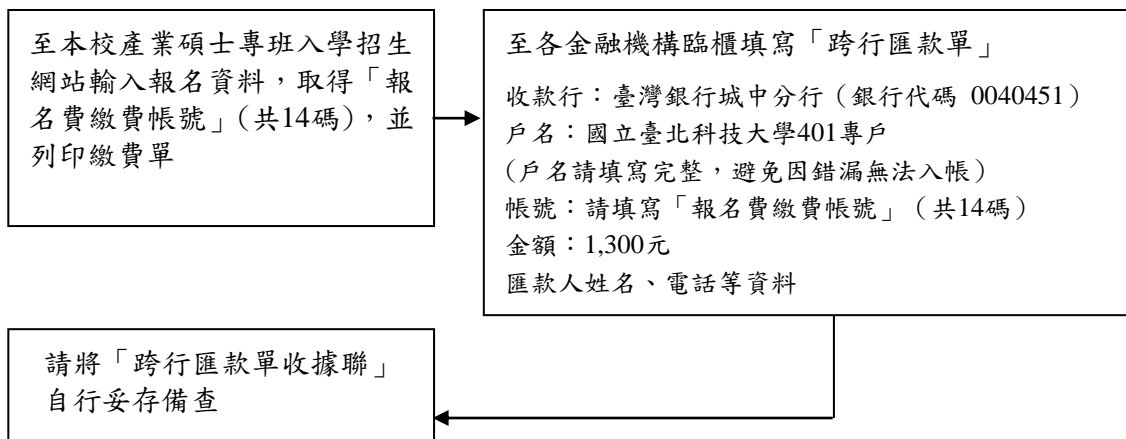 至本校產業碩士專班入學招生
網站輸入報名資料，取得「報
名費繳費帳號」（共14碼），並
列印繳費單
至各金融機構臨櫃填寫「跨行匯款單」
收款行：臺灣銀行城中分行（銀行代碼 0040451）
戶名：國立臺北科技大學401專戶
(戶名請填寫完整，避免因錯漏無法入帳）
帳號：請填寫「報名費繳費帳號」（共14碼）
金額：1,300元
匯款人姓名、電話等資料
請將「跨行匯款單收據聯」
自行妥存備查